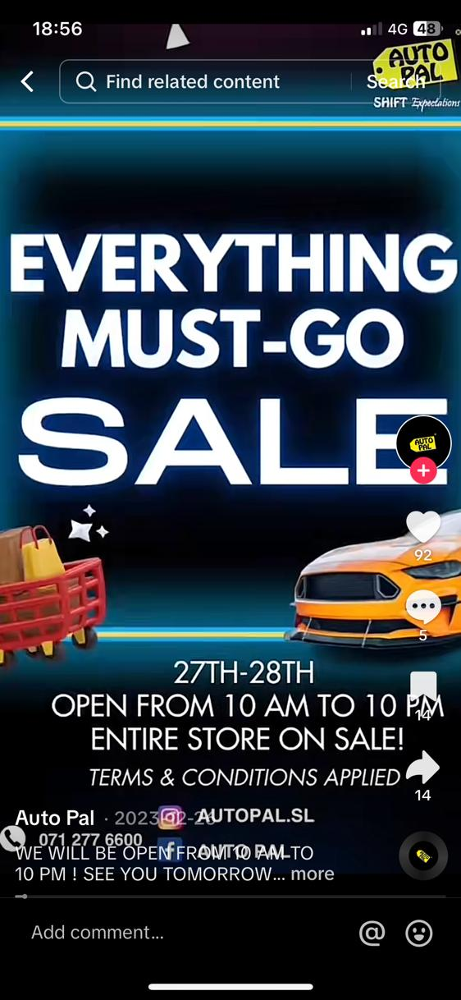 18:56
4G 48
AUTO
PAL
Find related content
Search
SHIFT Expectations
EVERYTHING
MUST-GO
SALE
AUTO
PAL
92
5
27TH-28TH
OPEN FROM 10 AM TO 10 PM
14
ENTIRE STORE ON SALE!
TERMS & CONDITIONS APPLIED
14
Auto Pal · 2023-12-26
AUTOPAL.SL
071 277 6600
AUTO PAL
WE WILL BE OPEN FROM 10 AM TO
10 PM ! SEE YOU TOMORROW... more
Add comment...
@